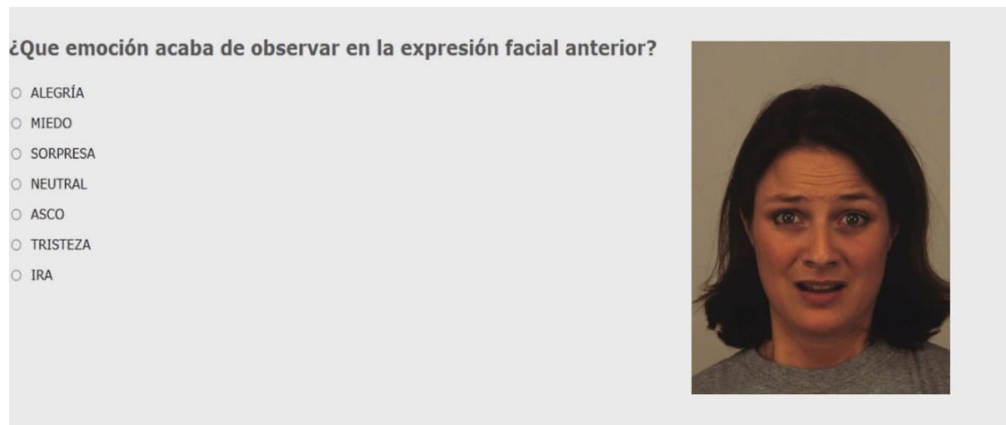 ¿Que emoción acaba de observar en la expresión facial anterior?
ALEGRÍA
MIEDO
SORPRESA
NEUTRAL
ASCO
TRISTEZA
IRA